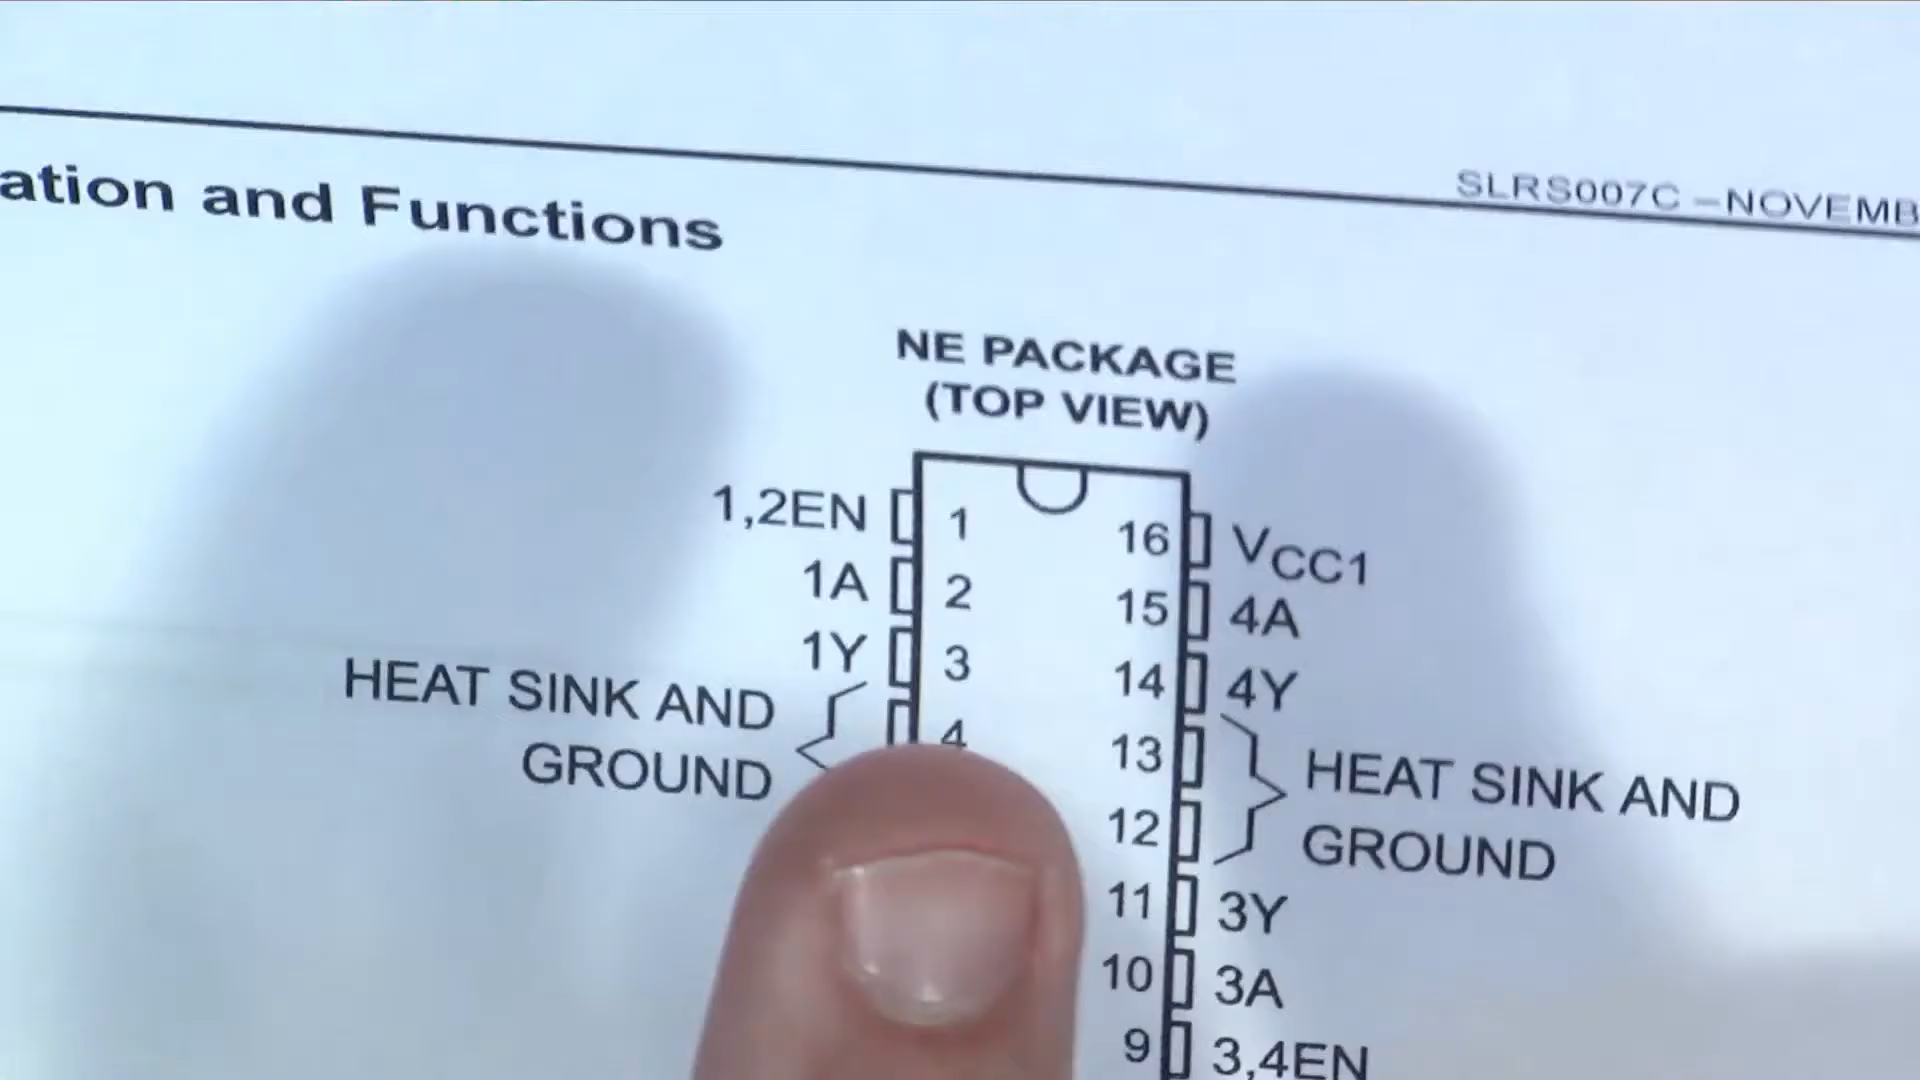 SLRS007C –NOVEMB
ation and Functions
NE PACKAGE
(TOP VIEW)
1,2EN 1 16 VCC1
1A 2 15 4A
1Y 3 14 4Y
HEAT SINK AND 4 13 HEAT SINK AND
GROUND 12 GROUND
11 3Y
10 3A
9 3,4EN